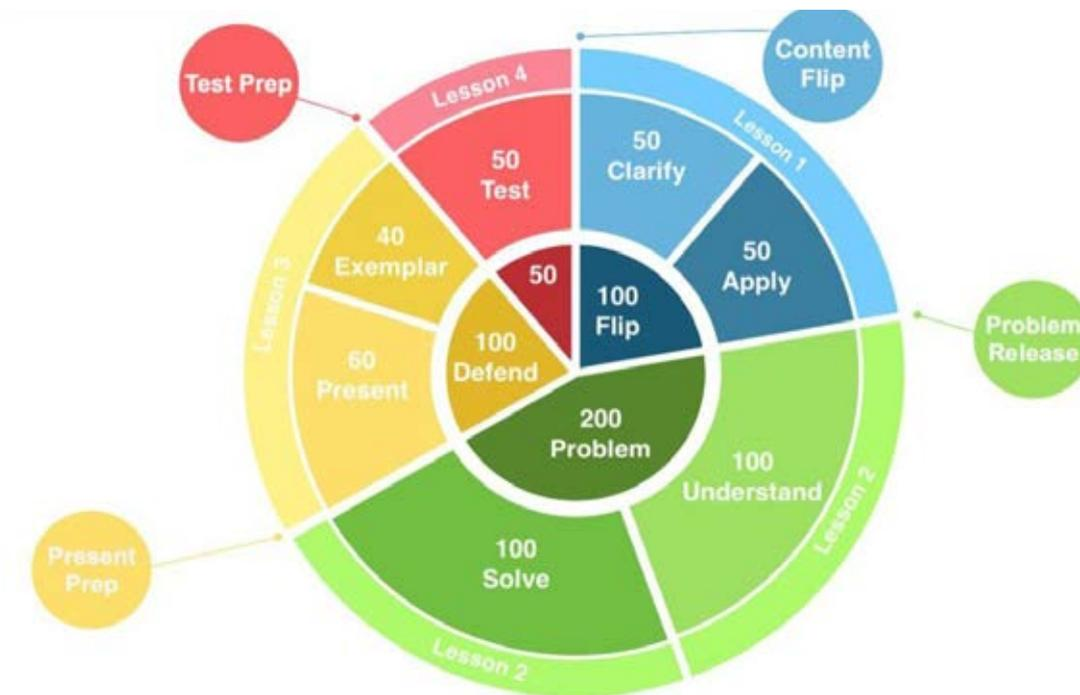 Content
Flip
Test Prep
Lesson 4
Lesson 1
50
Test
50
Clarify
40
Exemplar
50
Apply
50
100
Flip
Lesson 3
Problem
Release
100
Defend
60
Present
200
Problem
100
Understand
Lesson 2
Present
Prep
100
Solve
Lesson 2